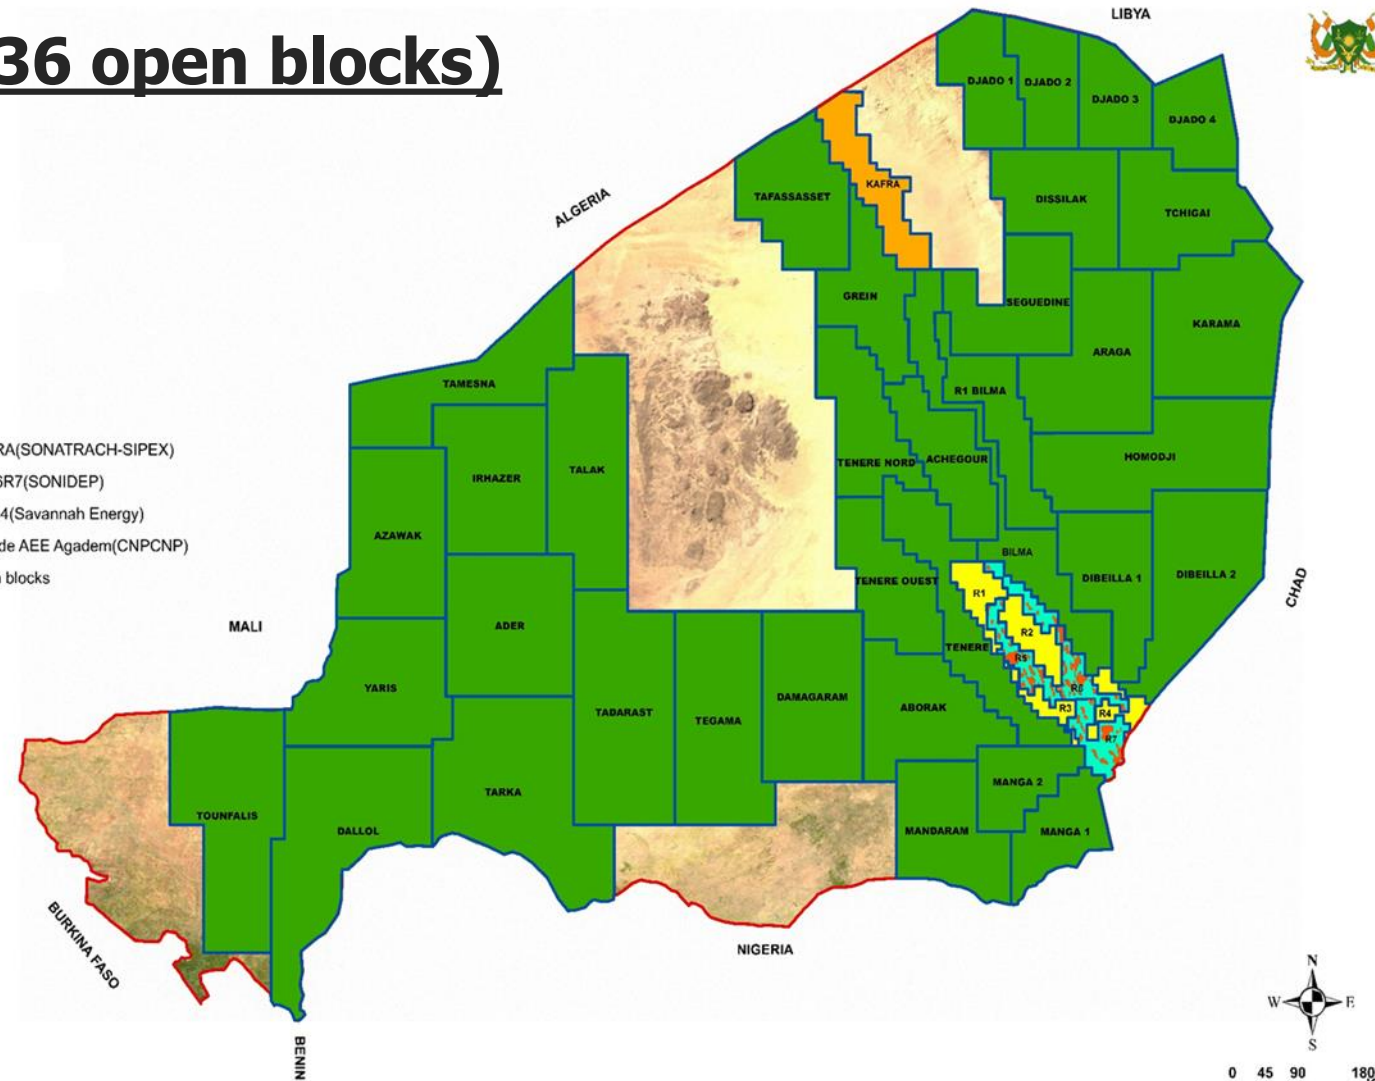 36 open blocks)
LIBYA
ALGERIA
MALI
BURKINA FASO
BENIN
NIGERIA
CHAD
RA(SONATRACH-SIPEX)
6R7(SONIDEP)
4(Savannah Energy)
de AEE Agadem(CNPCNP)
blocks
DJADO 1
DJADO 2
DJADO 3
DJADO 4
KAFRA
TAFASSASSET
DISSILAK
TCHIGAI
GREIN
SEGUEDINE
KARAMA
ARAGA
TAMESNA
R1 BILMA
HOMODJI
TENERE NORD
ACHEGOUR
IRHAZER
TALAK
AZAWAK
BILMA
DIBEILLA 1
DIBEILLA 2
TENERE OUEST
R1
R2
R5
R6
R3
R4
R7
TENERE
ADER
YARIS
TADARAST
TEGAMA
DAMAGARAM
ABORAK
TARKA
TOUNFALIS
DALLOL
MANGA 2
MANDARAM
MANGA 1
N
W E
S
0 45 90 180